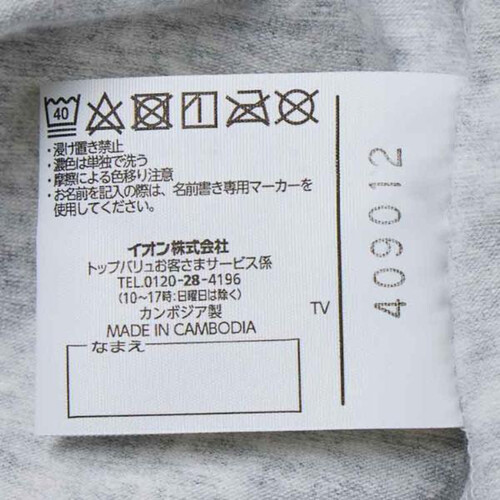 40
・浸け置き禁止
・濃色は単独で洗う
・摩擦による色移り注意
・お名前を記入の際は、名前書き専用マーカーを
使用してください。
イオン株式会社
トップバリュお客さまサービス係
TEL.0120-28-4196
(10～17時:日曜日は除く)
カンボジア製
MADE IN CAMBODIA
なまえ
TV
409012